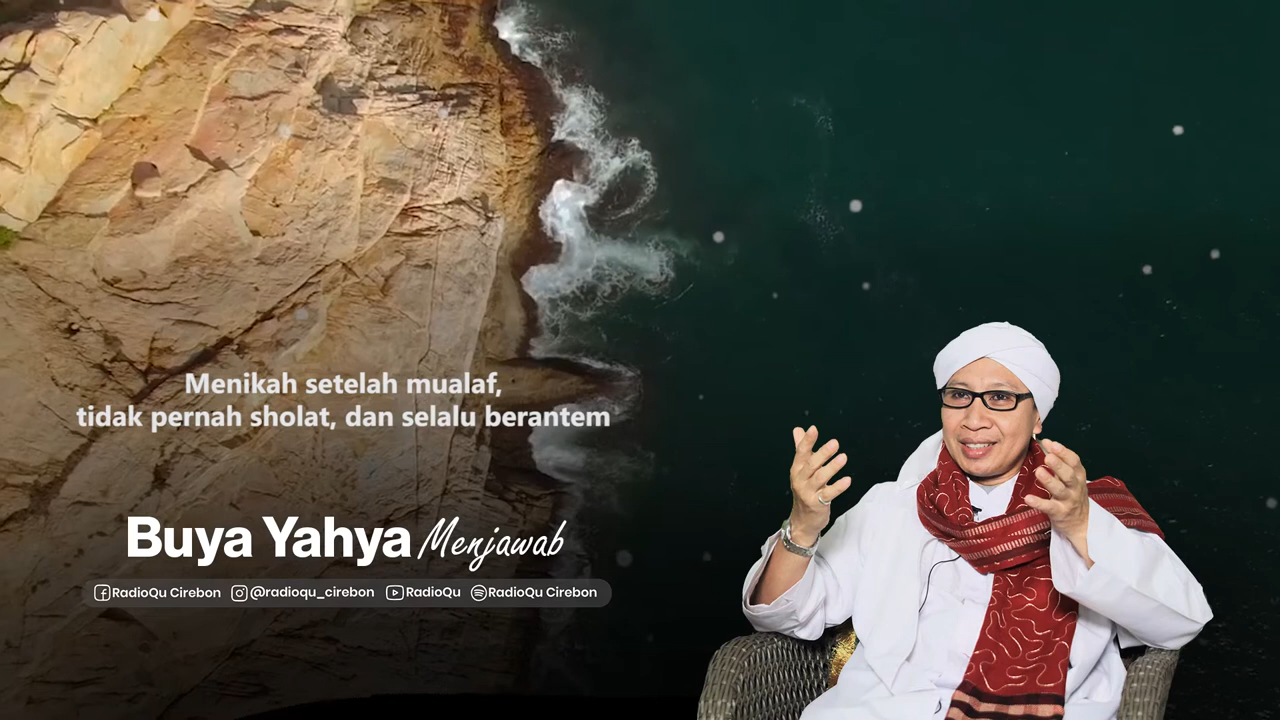 Menikah setelah mualaf,
tidak pernah sholat, dan selalu berantem
Buya Yahya Menjawab
RadioQu Cirebon @radioqu_cirebon RadioQu RadioQu Cirebon